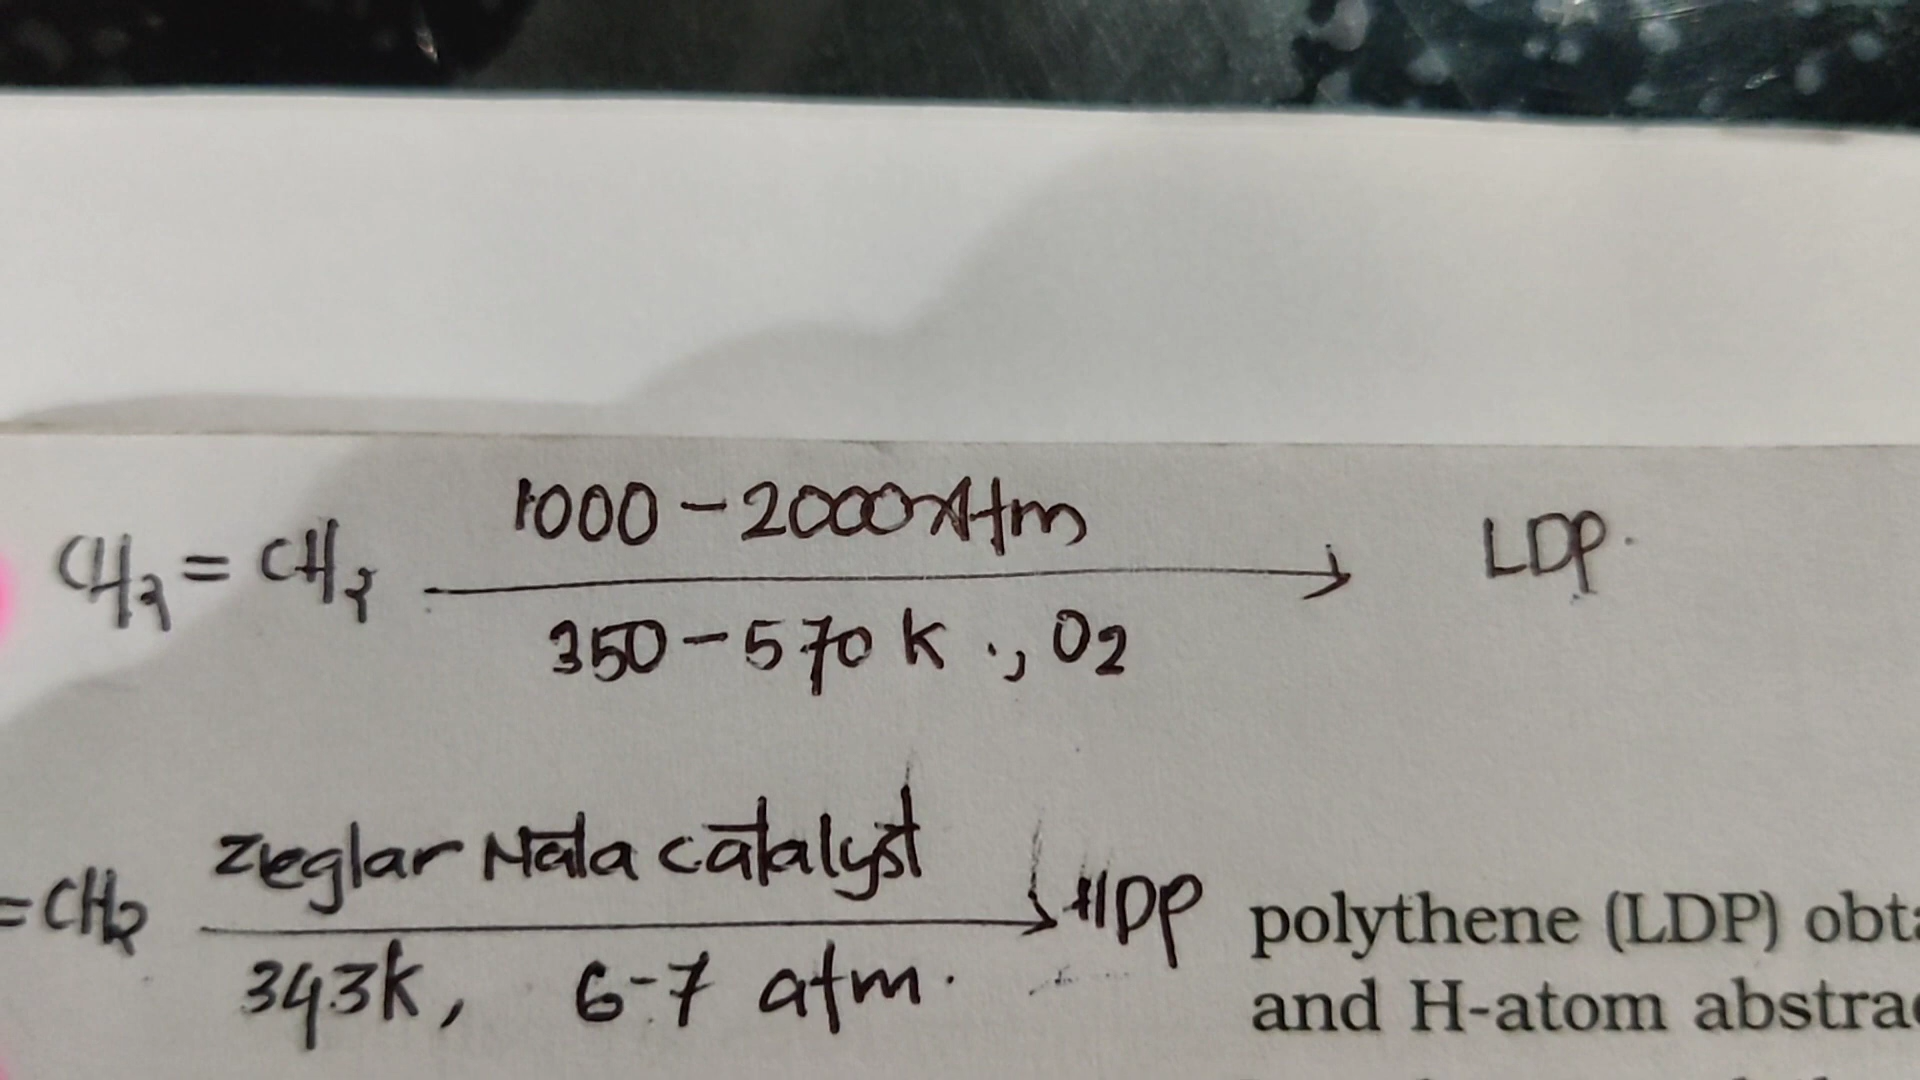 1000-2000 Atm
CH2 = CH2 LDP.
350-570 K ., O2
Zieglar Nata catalyst
=CH2 HDP
343K, 6-7 atm.
polythene (LDP) obt
and H-atom abstra